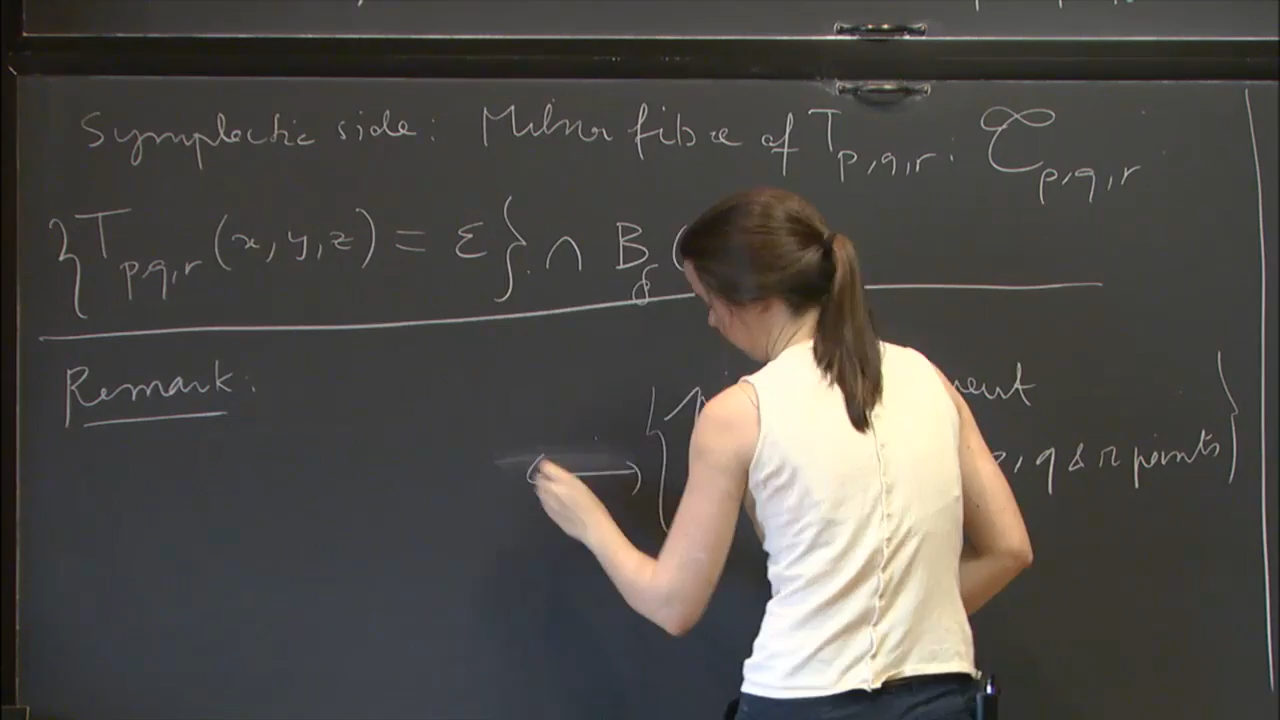 Symplectic side: Milnor fibre of T_{p,q,r}: 𝒯_{p,q,r}.
{T_{p,q,r}(x,y,z) = ε} ∩ B_δ(
Remark:
⟷ { ment
, q & r points }